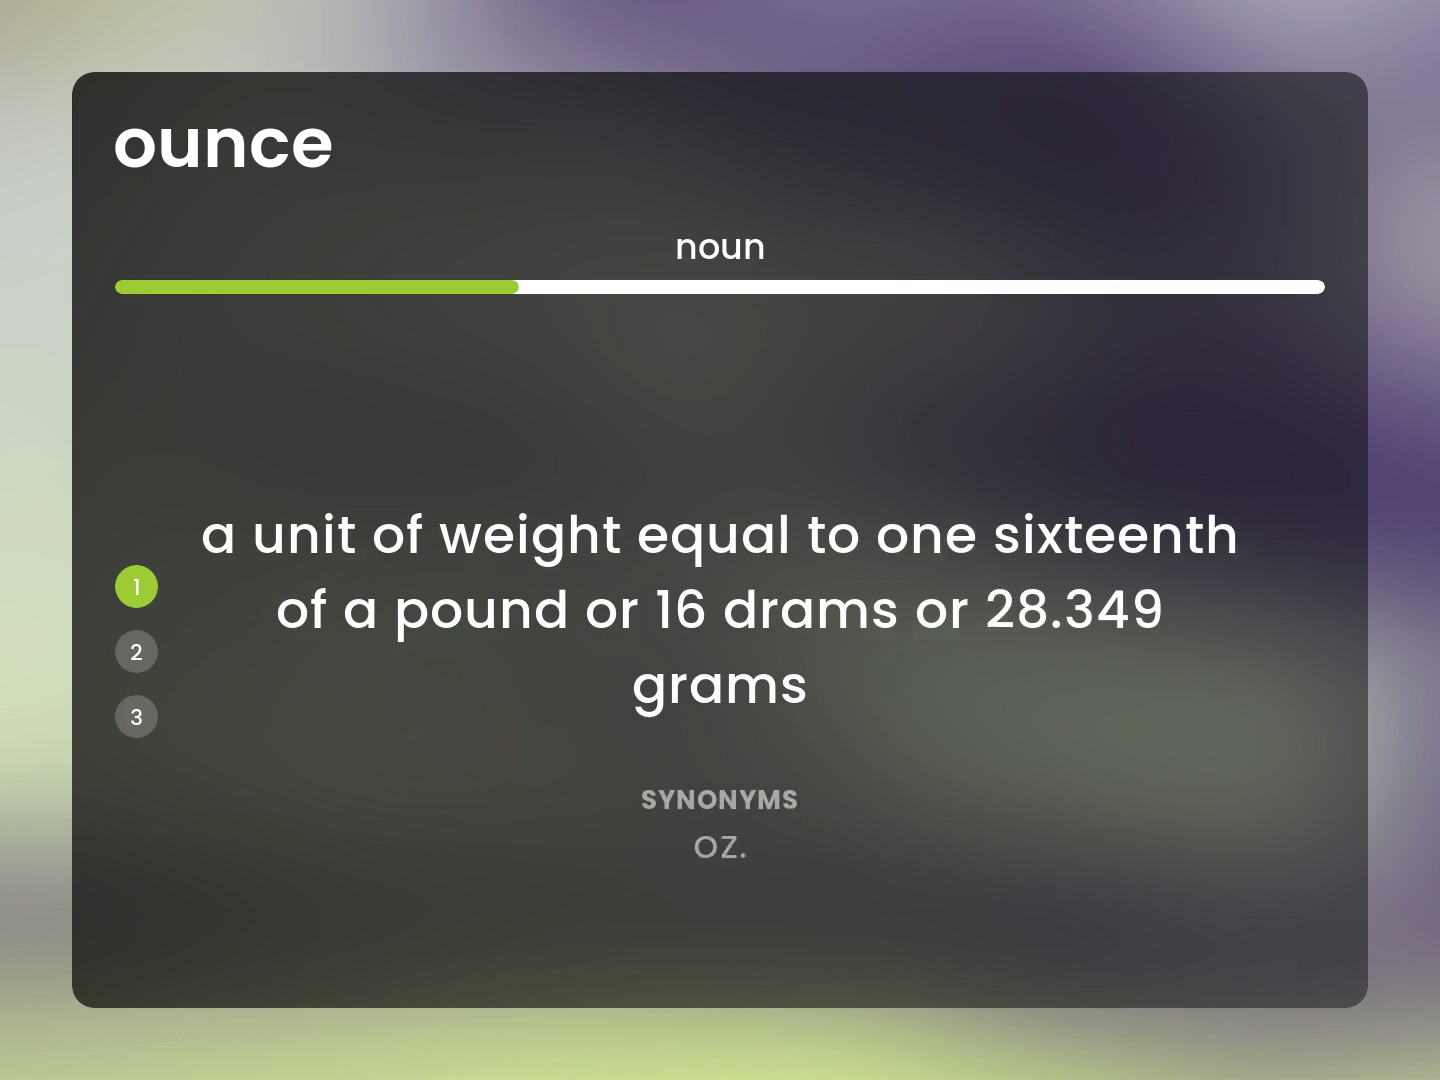 ounce
noun
a unit of weight equal to one sixteenth
of a pound or 16 drams or 28.349
grams
1
2
3
SYNONYMS
OZ.